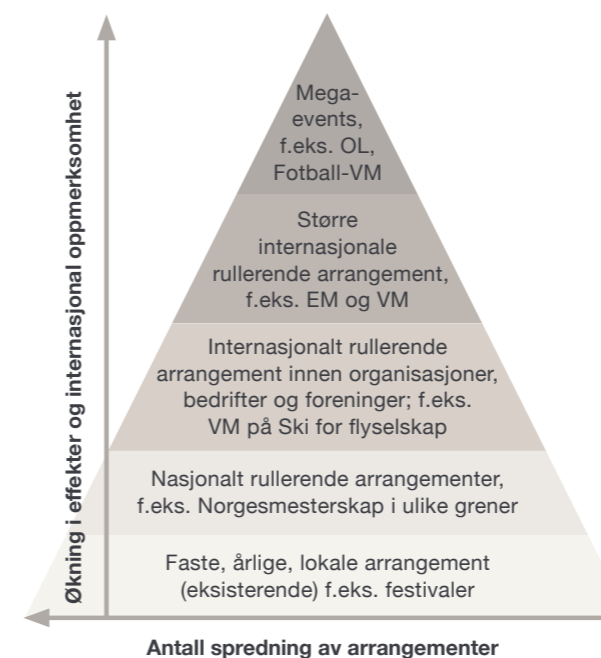 Økning i effekter og internasjonal oppmerksomhet
Mega-
events,
f.eks. OL,
Fotball-VM
Større
internasjonale
rullerende arrangement,
f.eks. EM og VM
Internasjonalt rullerende
arrangement innen organisasjoner,
bedrifter og foreninger; f.eks.
VM på Ski for flyselskap
Nasjonalt rullerende arrangementer,
f.eks. Norgesmesterskap i ulike grener
Faste, årlige, lokale arrangement
(eksisterende) f.eks. festivaler
Antall spredning av arrangementer